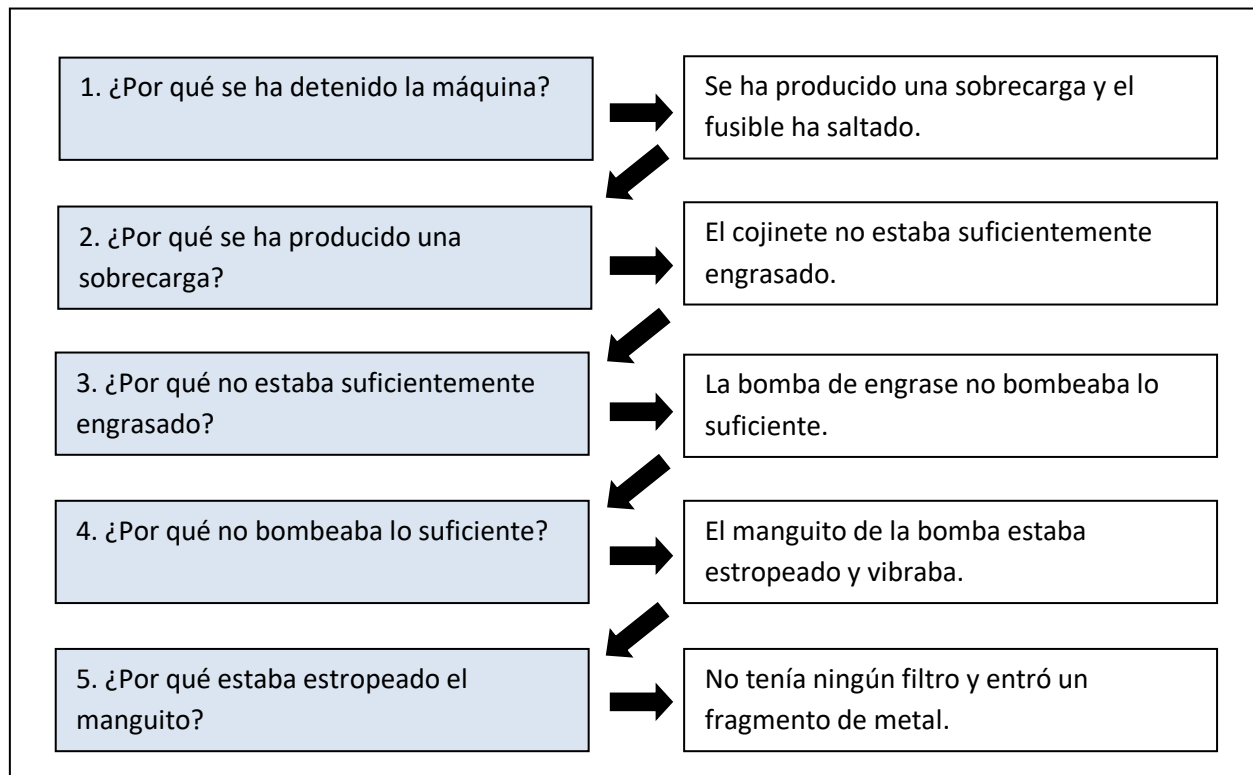 1. ¿Por qué se ha detenido la máquina?
Se ha producido una sobrecarga y el
fusible ha saltado.
2. ¿Por qué se ha producido una
sobrecarga?
El cojinete no estaba suficientemente
engrasado.
3. ¿Por qué no estaba suficientemente
engrasado?
La bomba de engrase no bombeaba lo
suficiente.
4. ¿Por qué no bombeaba lo suficiente?
El manguito de la bomba estaba
estropeado y vibraba.
5. ¿Por qué estaba estropeado el
manguito?
No tenía ningún filtro y entró un
fragmento de metal.